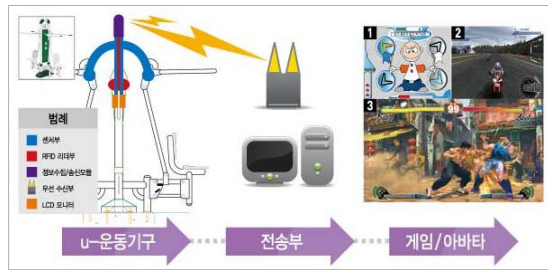 1
2
3
99
범례
센서부
RFID 리더부
정보수집/송신모듈
무선 수신부
LCD 모니터
u-운동기구
전송부
게임/아바타